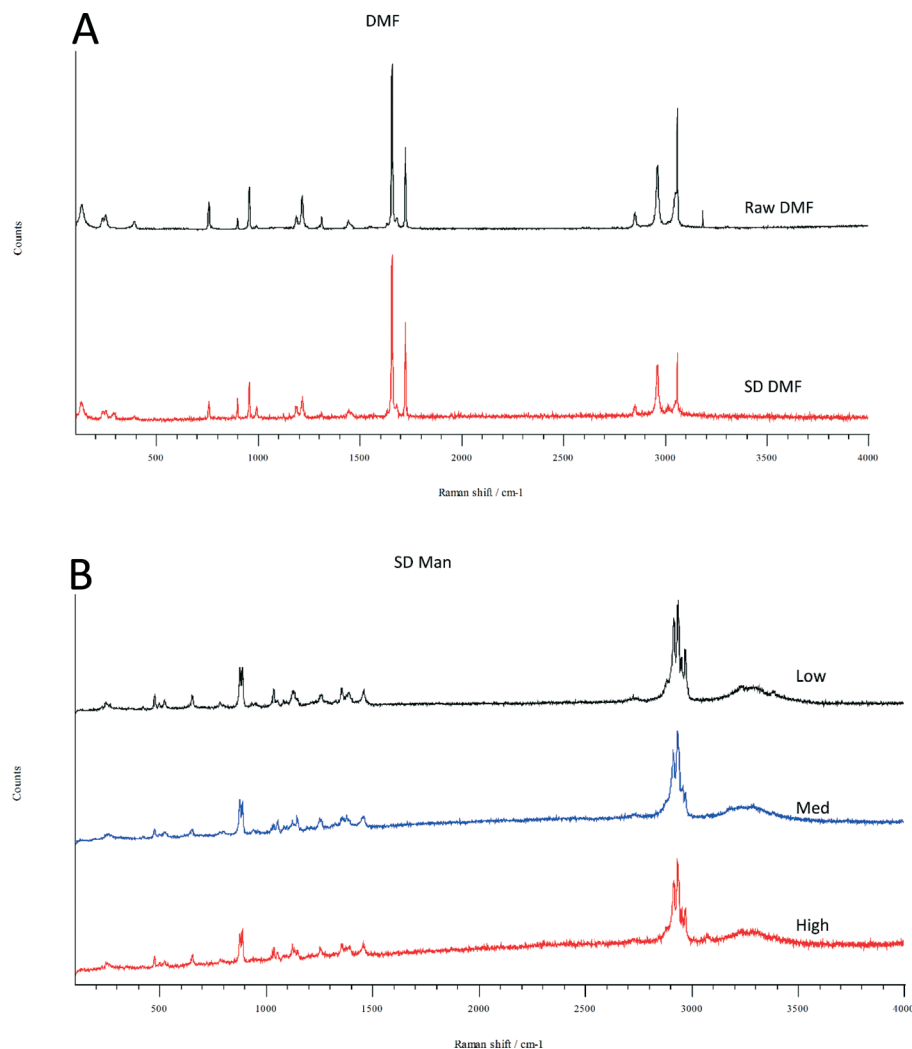 A
DMF
Raw DMF
SD DMF
Counts
500 1000 1500 2000 2500 3000 3500 4000
Raman shift / cm-1
B
SD Man
Low
Med
High
Counts
500 1000 1500 2000 2500 3000 3500 4000
Raman shift / cm-1